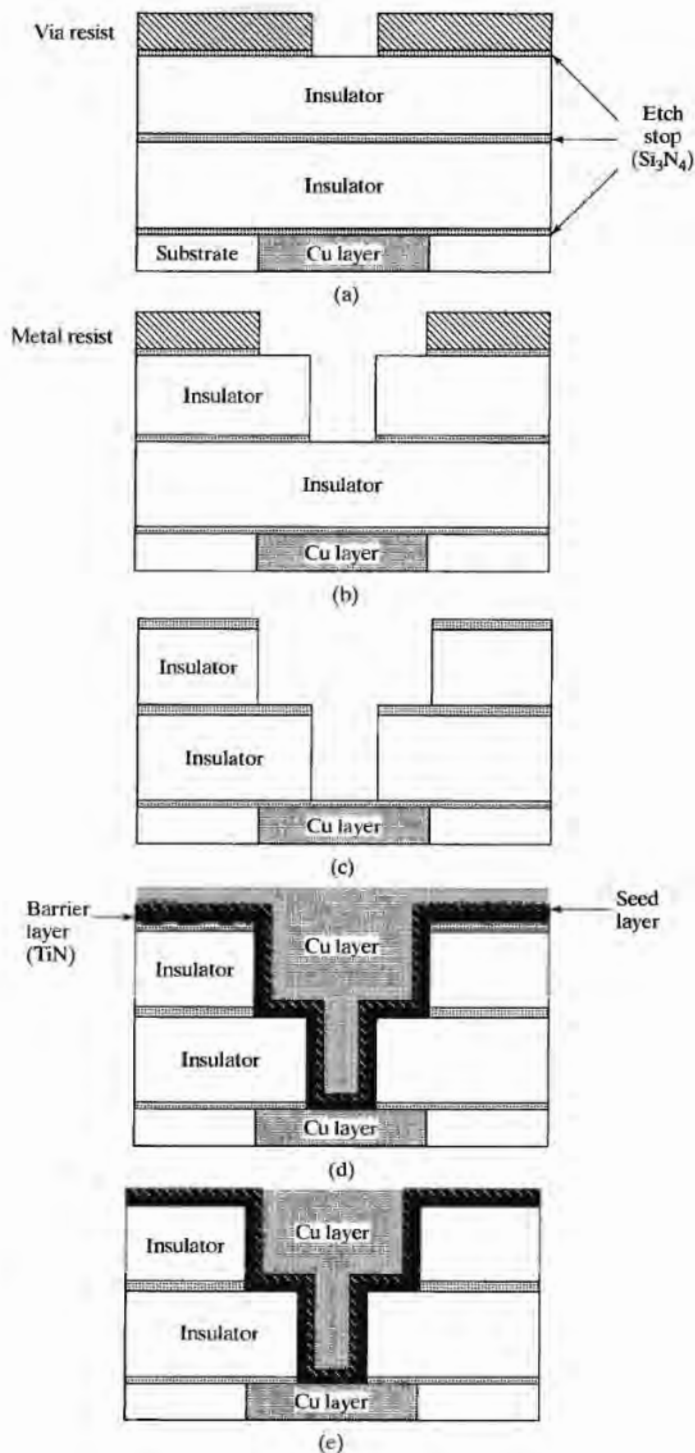 Via resist
Insulator
Etch
stop
(Si₃N₄)
Insulator
Substrate
Cu layer
(a)
Metal resist
Insulator
Insulator
Cu layer
(b)
Insulator
Insulator
Cu layer
(c)
Barrier
layer
(TiN)
Seed
layer
Cu layer
Insulator
Insulator
Cu layer
(d)
Insulator
Cu layer
Insulator
Cu layer
(e)